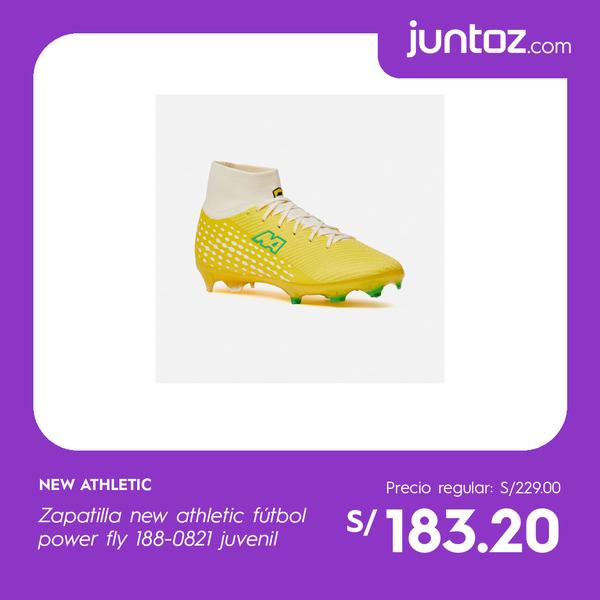 juntoz.com
NA
NEW ATHLETIC
Zapatilla new athletic fútbol
power fly 188-0821 juvenil
Precio regular: S/229.00
S/183.20